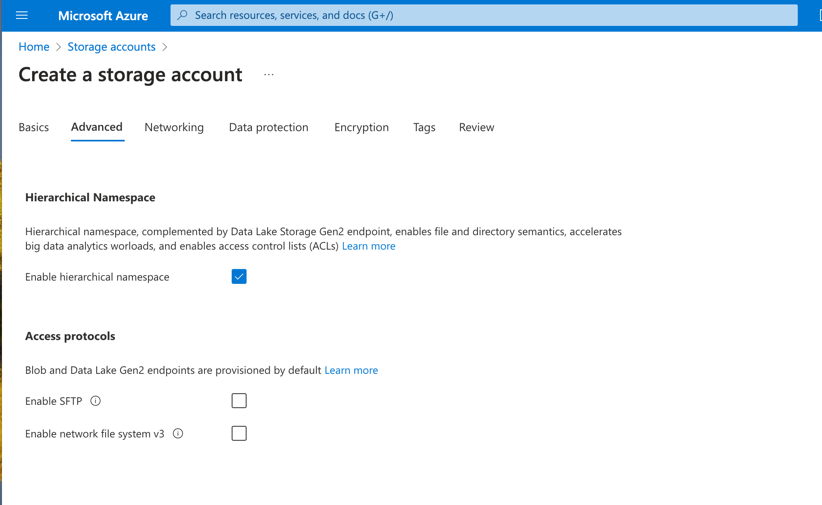 Microsoft Azure
Search resources, services, and docs (G+/)
Home > Storage accounts >
Create a storage account ...
Basics Advanced Networking Data protection Encryption Tags Review
Hierarchical Namespace
Hierarchical namespace, complemented by Data Lake Storage Gen2 endpoint, enables file and directory semantics, accelerates
big data analytics worloads, and enables access control lists (ACLs) Learn more
Enable hierarchical namespace
Access protocols
Blob and Data Lake Gen2 endpoints are provisioned by default Learn more
Enable SFTP
Enable network file system v3